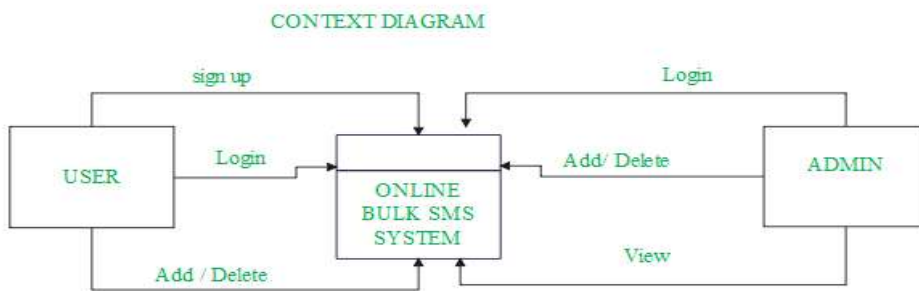 CONTEXT DIAGRAM
sign up
Login
USER
Login
Add/ Delete
ADMIN
ONLINE
BULK SMS
SYSTEM
Add / Delete
View